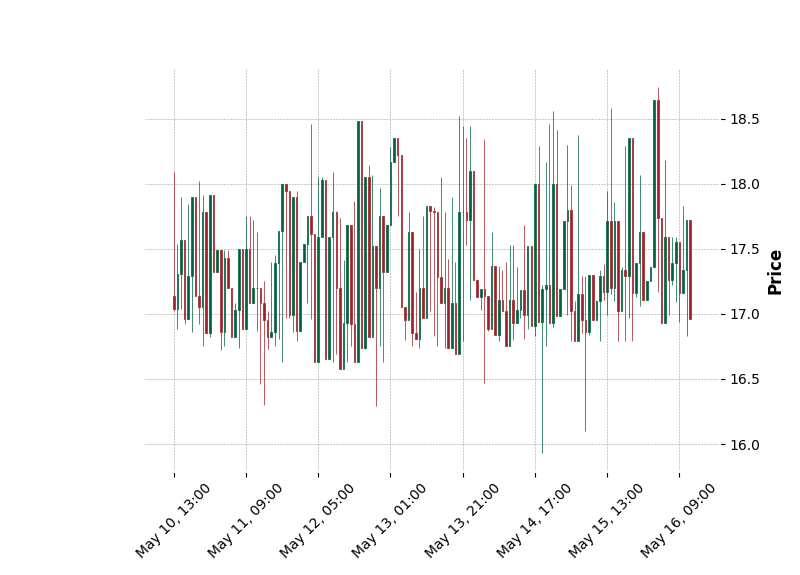 18.5
18.0
17.5
17.0
16.5
16.0
Price
May 10, 13:00
May 11, 09:00
May 12, 05:00
May 13, 01:00
May 13, 21:00
May 14, 17:00
May 15, 13:00
May 16, 09:00